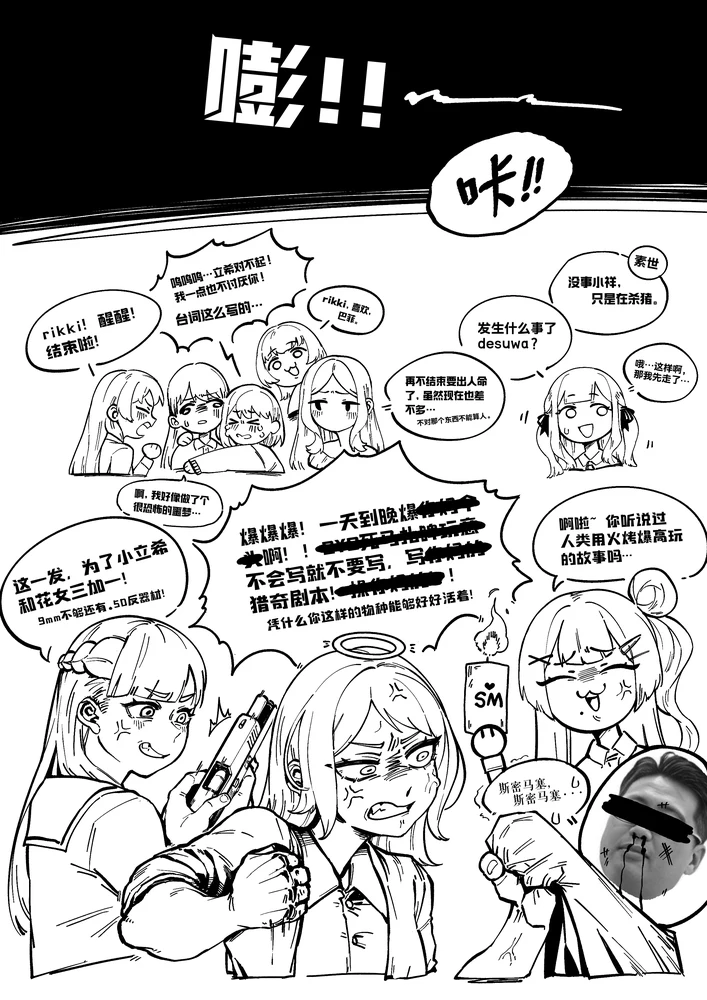 嘭!!
咔!!
呜呜呜…立希对不起!
我一点也不讨厌你!
台词这么写的…
rikki! 醒醒!
结束啦!
rikki,喜欢,
巴菲。
素世
没事小祥,
只是在杀猪。
发生什么事了
desuwa?
哦…这样啊,
那我先走了…
再不结束要出人命
了,虽然现在也差
不多…
不对那个东西不能算人。
啊,我好像做了个
很恐怖的噩梦…
这一发,为了小立希
和花女三加一!
9mm不够还有.50反器材!
爆爆爆! 一天到晚爆
啊!!
不会写就不要写,写
猎奇剧本! !
凭什么你这样的物种能够好好活着!
啊啦~ 你听说过
人类用火烤爆高玩
的故事吗…
SM
斯密马塞,
斯密马塞…